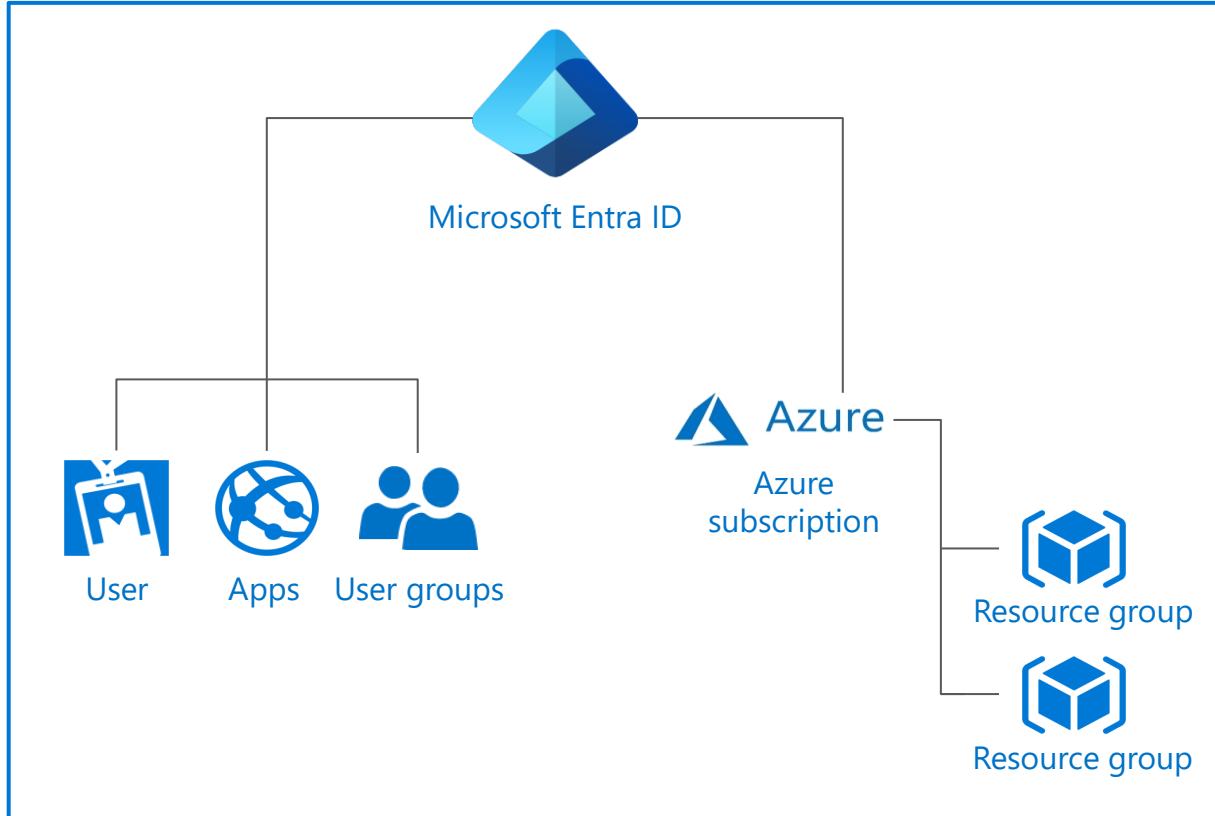 Microsoft Entra ID
Azure
Azure
subscription
User
Apps
User groups
Resource group
Resource group